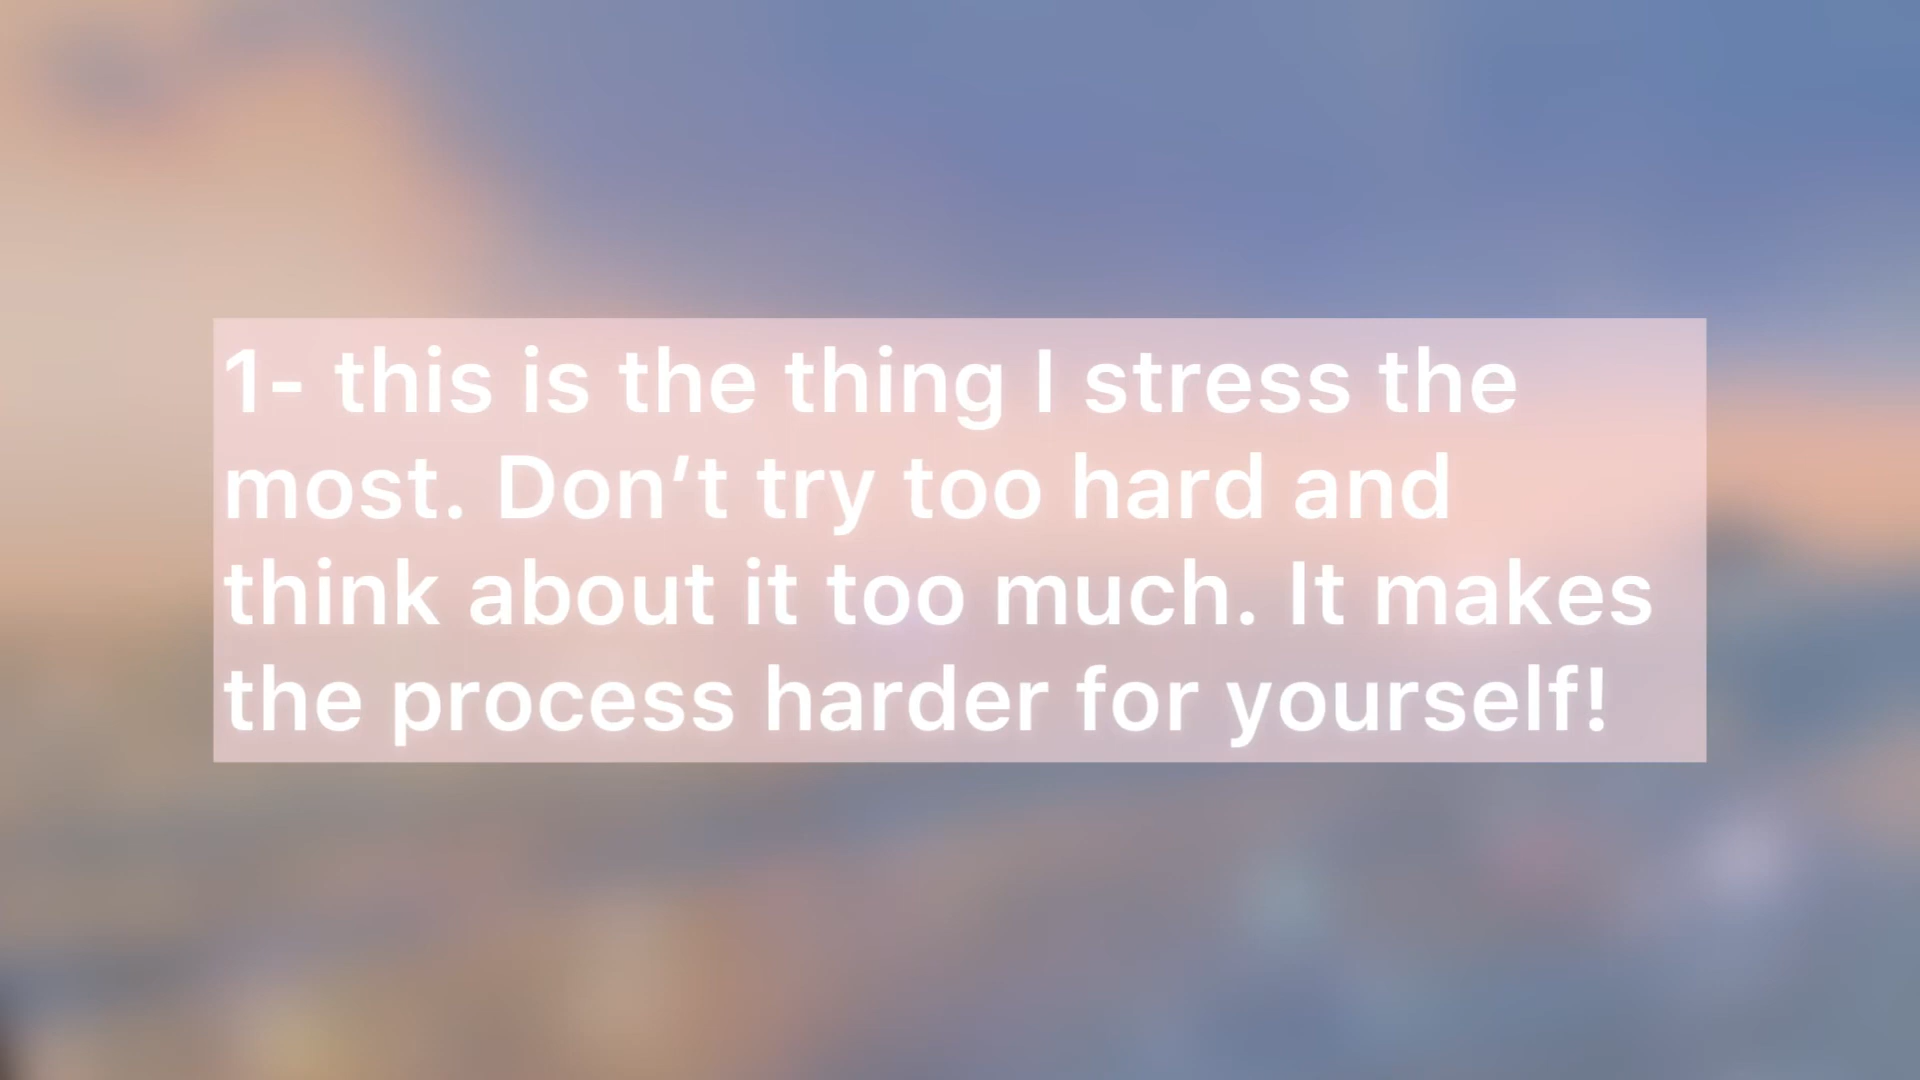 1- this is the thing I stress the
most. Don’t try too hard and
think about it too much. It makes
the process harder for yourself!